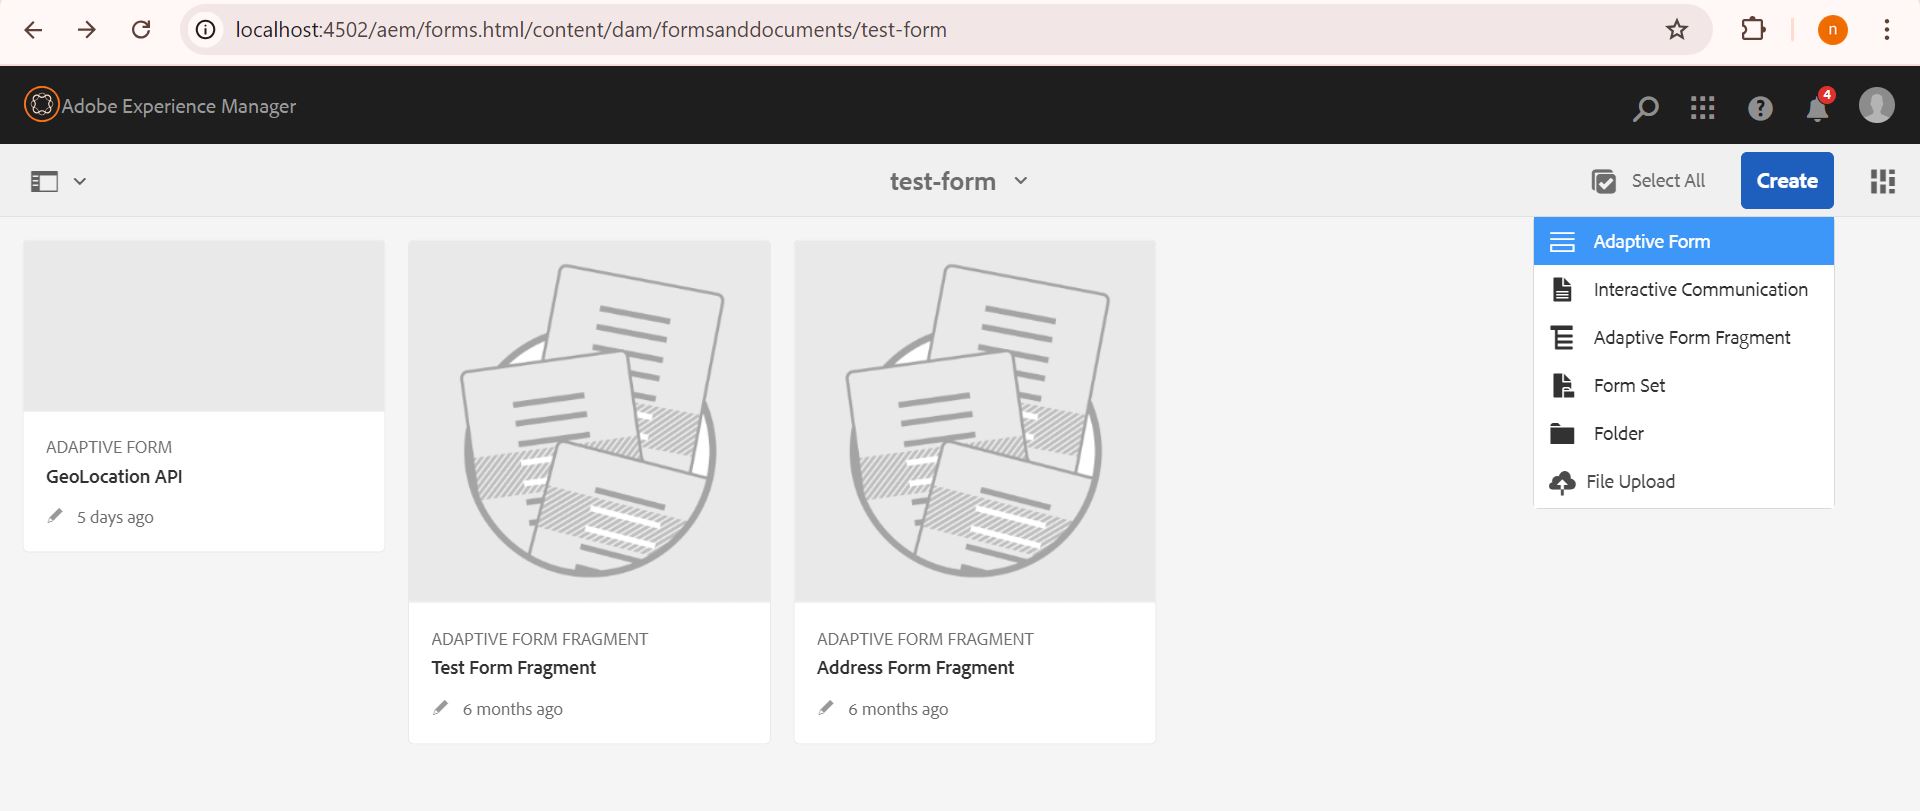 localhost:4502/aem/forms.html/content/dam/formsanddocuments/test-form
n
Adobe Experience Manager
?
4
test-form
Select All
Create
Adaptive Form
Interactive Communication
Adaptive Form Fragment
Form Set
Folder
File Upload
ADAPTIVE FORM
GeoLocation API
5 days ago
ADAPTIVE FORM FRAGMENT
Test Form Fragment
6 months ago
ADAPTIVE FORM FRAGMENT
Address Form Fragment
6 months ago